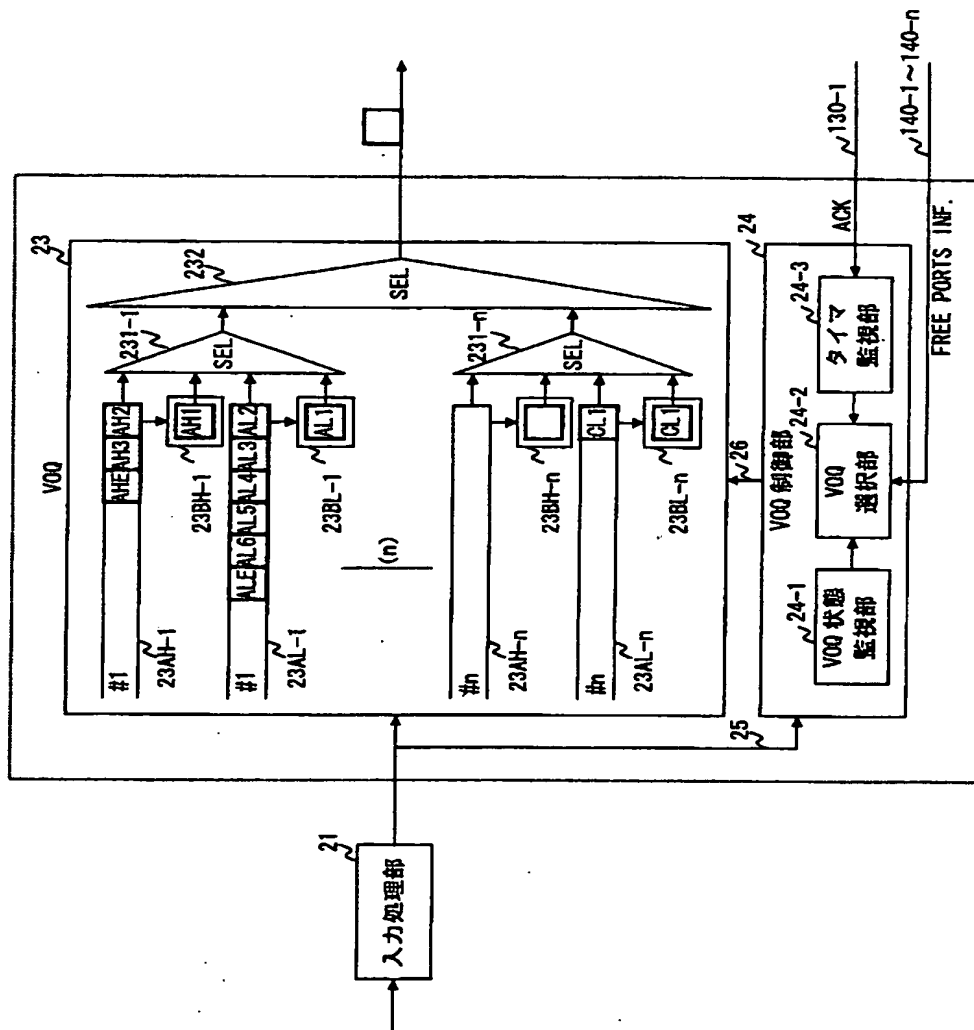 21
入力処理部
VOQ
23
#1
AHE
AH3
AH2
23AH-1
AH1
23BH-1
#1
ALE
AL6
AL5
AL4
AL3
AL2
23AL-1
AL1
23BL-1
231-1
SEL
(n)
#n
23AH-n
23BH-n
#n
CL1
23AL-n
CL1
23BL-n
231-n
SEL
232
SEL
25
26
VOQ 制御部
24
24-1
VOQ 状態
監視部
24-2
VOQ
選択部
24-3
タイマ
監視部
ACK
130-1
FREE PORTS INF.
140-1~140-n